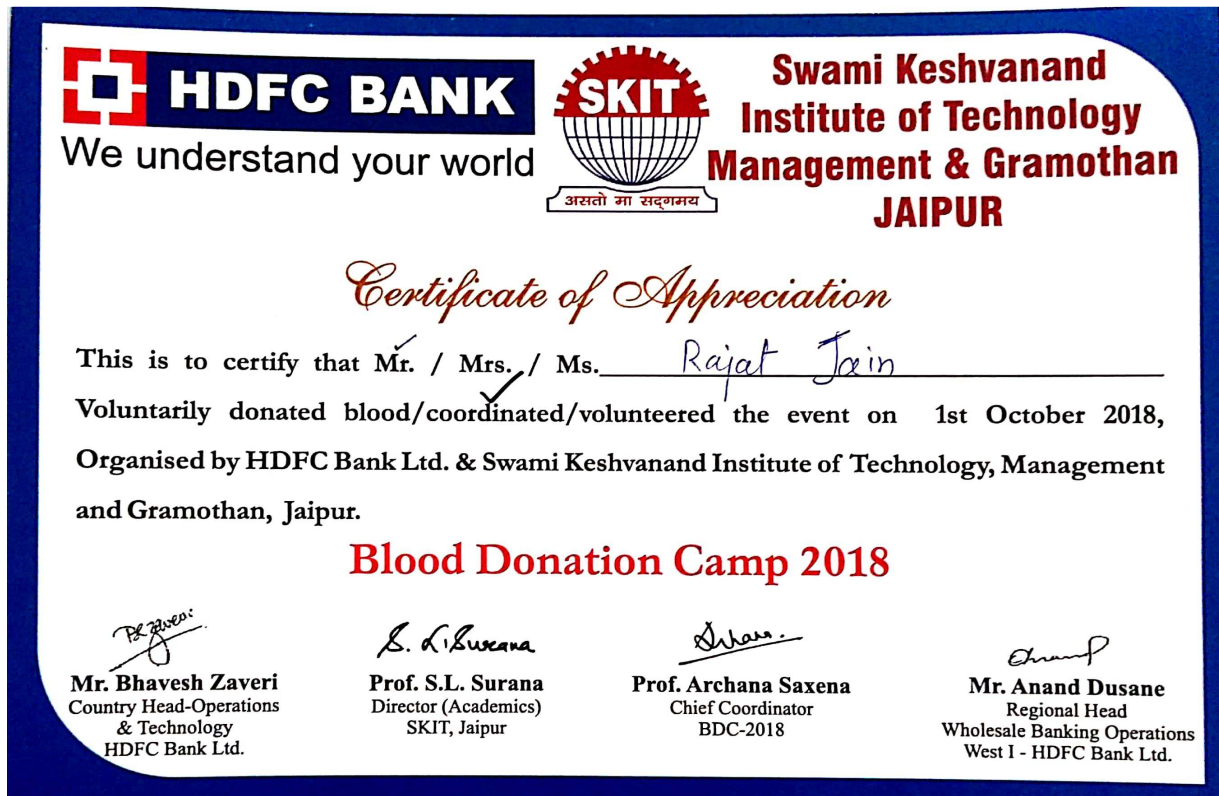 HDFC BANK
We understand your world
SKIT
असतो मा सद्गमय
Swami Keshvanand
Institute of Technology
Management & Gramothan
JAIPUR
Certificate of Appreciation
This is to certify that Mr. / Mrs. / Ms. Rajat Jain
Voluntarily donated blood/coordinated/volunteered the event on 1st October 2018,
Organised by HDFC Bank Ltd. & Swami Keshvanand Institute of Technology, Management
and Gramothan, Jaipur.
Blood Donation Camp 2018
S. L. Surana
Mr. Bhavesh Zaveri
Country Head-Operations
& Technology
HDFC Bank Ltd.
Prof. S.L. Surana
Director (Academics)
SKIT, Jaipur
Prof. Archana Saxena
Chief Coordinator
BDC-2018
Mr. Anand Dusane
Regional Head
Wholesale Banking Operations
West I - HDFC Bank Ltd.